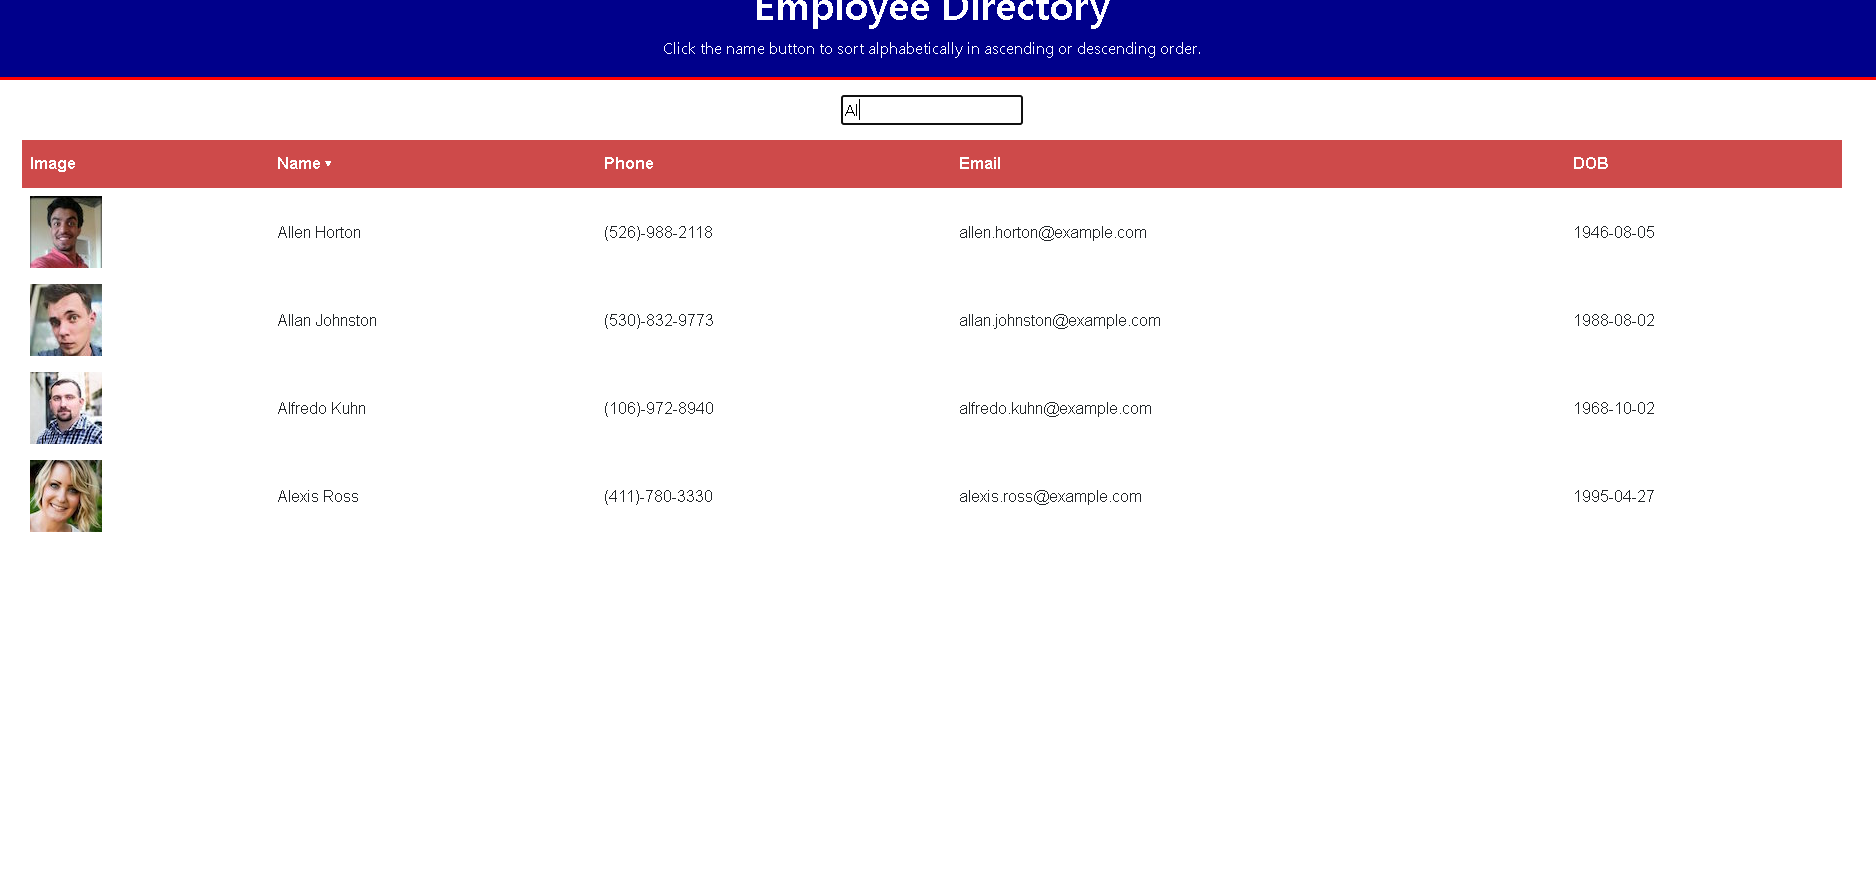 Employee Directory
Click the name button to sort alphabetically in ascending or descending order.
Al
Image Name ▾ Phone Email DOB
Allen Horton (526)-988-2118 allen.horton@example.com 1946-08-05
Allan Johnston (530)-832-9773 allan.johnston@example.com 1988-08-02
Alfredo Kuhn (106)-972-8940 alfredo.kuhn@example.com 1968-10-02
Alexis Ross (411)-780-3330 alexis.ross@example.com 1995-04-27